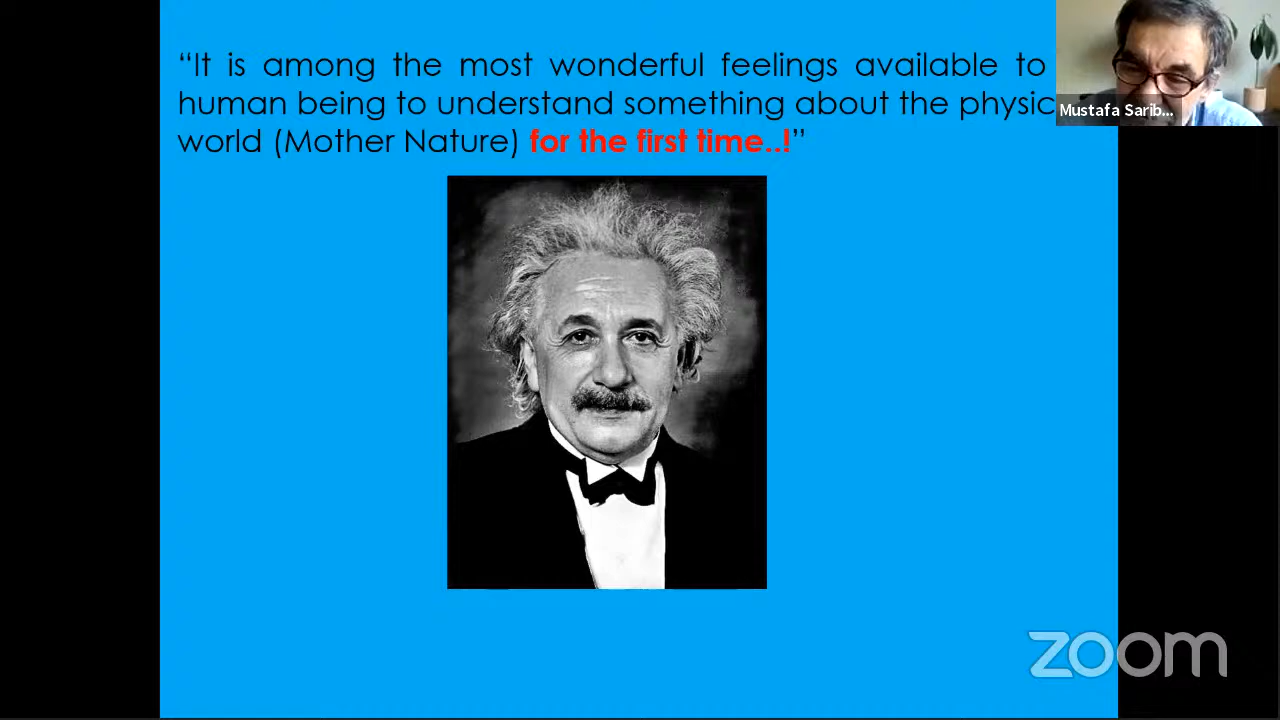 “It is among the most wonderful feelings available to
human being to understand something about the physic
world (Mother Nature) for the first time..!”
Mustafa Sarib...
zoom